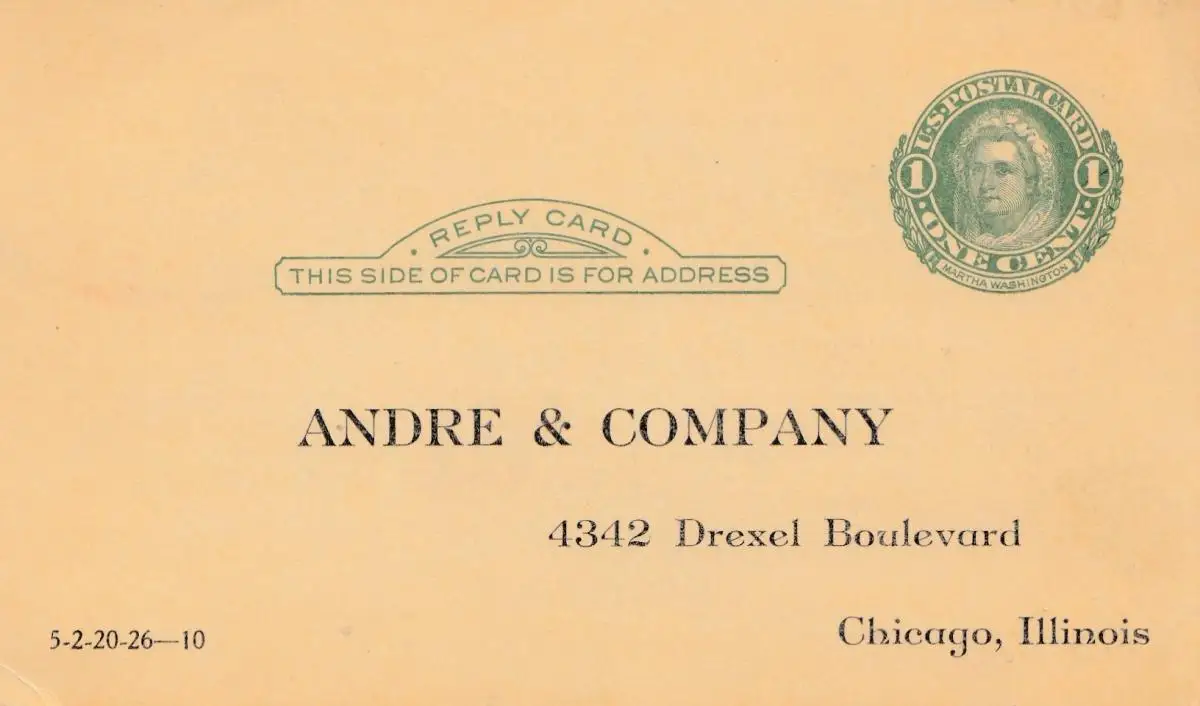 U.S. POSTAL CARD
1 1
· ONE CENT ·
MARTHA WASHINGTON
· REPLY CARD ·
THIS SIDE OF CARD IS FOR ADDRESS
ANDRE & COMPANY
4342 Drexel Boulevard
Chicago, Illinois
5-2-20-26—10